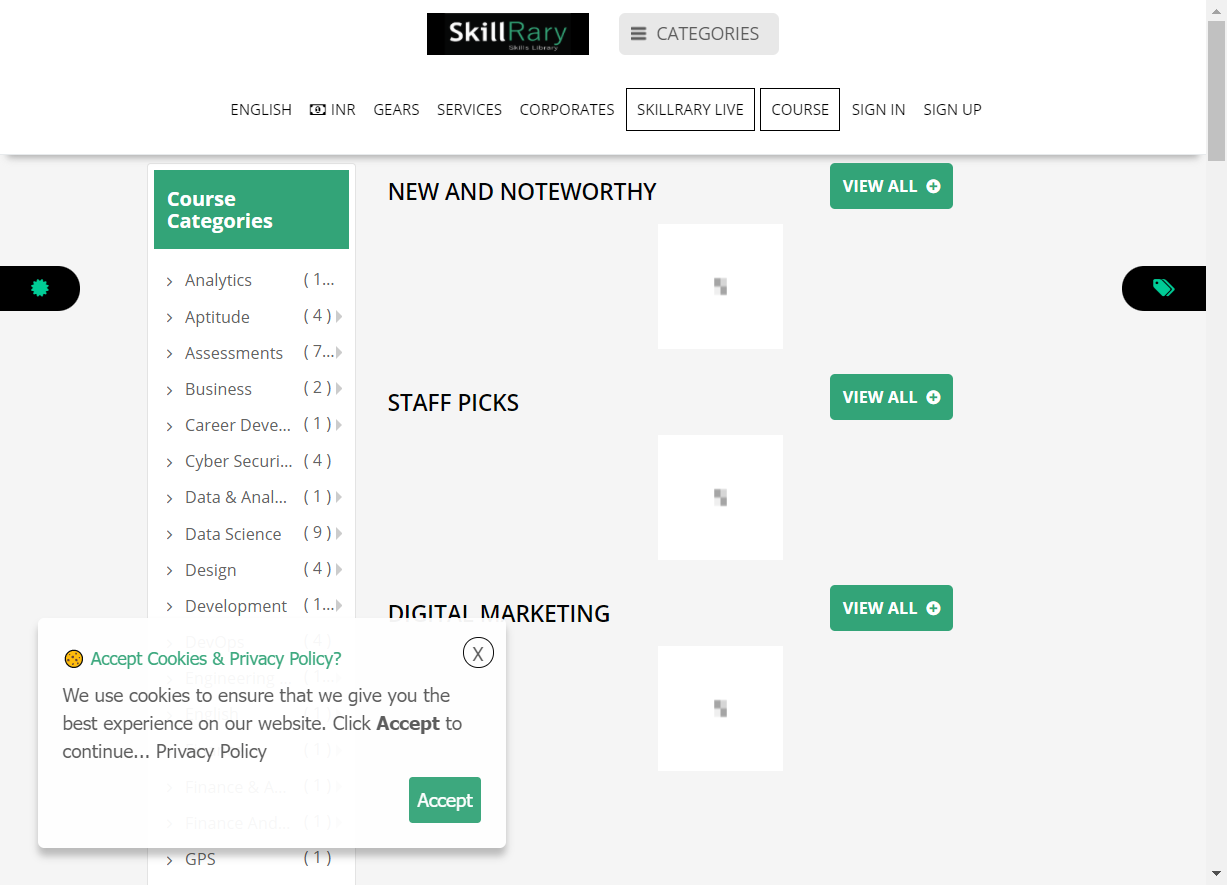 SkillRary
Skills Library
CATEGORIES
ENGLISH INR GEARS SERVICES CORPORATES SKILLRARY LIVE COURSE SIGN IN SIGN UP
Course
Categories
Analytics ( 1...
Aptitude ( 4 )
Assessments ( 7...
Business ( 2 )
Career Deve... ( 1 )
Cyber Securi... ( 4 )
Data & Anal... ( 1 )
Data Science ( 9 )
Design ( 4 )
Development ( 1...
DevOps ( 4 )
Engineering ... ( 1...
( 1 )
Finance & A... ( 1 )
Finance And... ( 1 )
GPS ( 1 )
NEW AND NOTEWORTHY VIEW ALL
STAFF PICKS VIEW ALL
DIGITAL MARKETING VIEW ALL
Accept Cookies & Privacy Policy? X
We use cookies to ensure that we give you the
best experience on our website. Click Accept to
continue... Privacy Policy
Accept